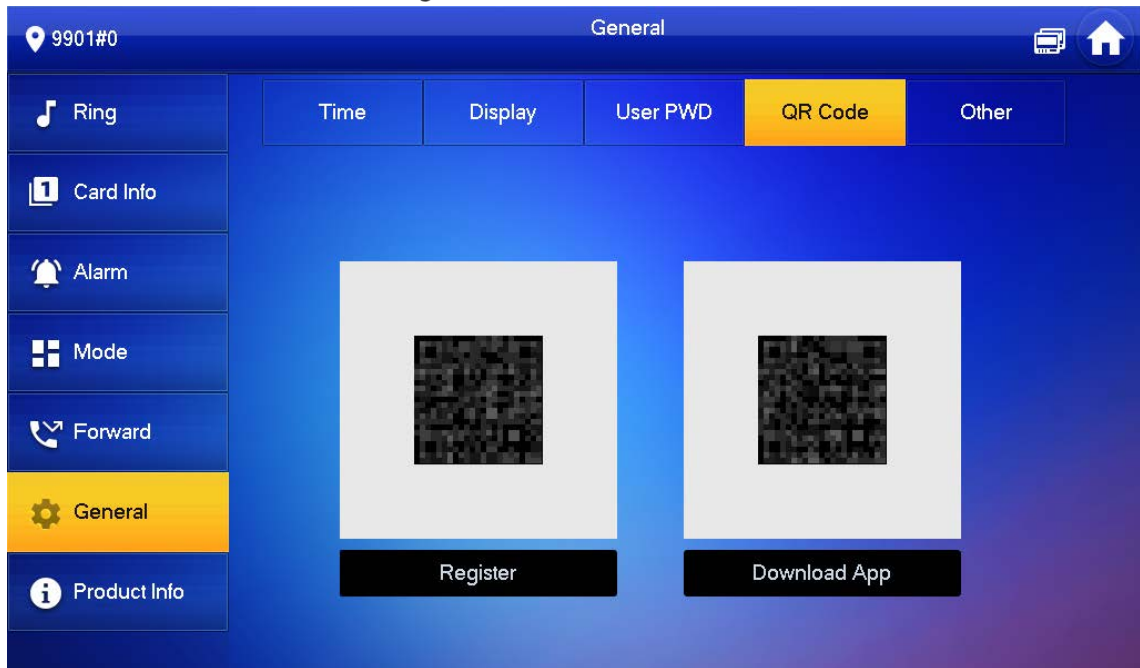 9901#0
General
Ring
Time
Display
User PWD
QR Code
Other
1
Card Info
Alarm
Mode
Forward
General
i
Product Info
Register
Download App